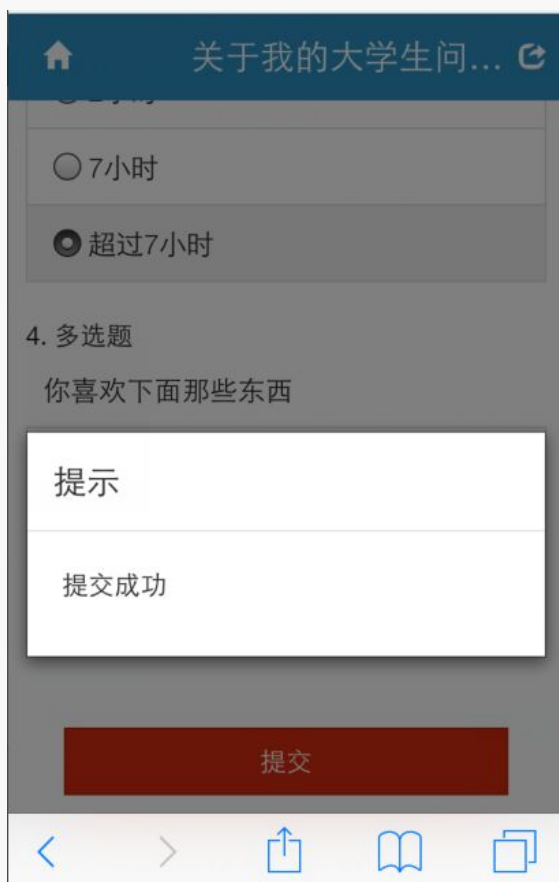 关于我的大学生问...
7小时
超过7小时
4. 多选题
你喜欢下面那些东西
提示
提交成功
提交